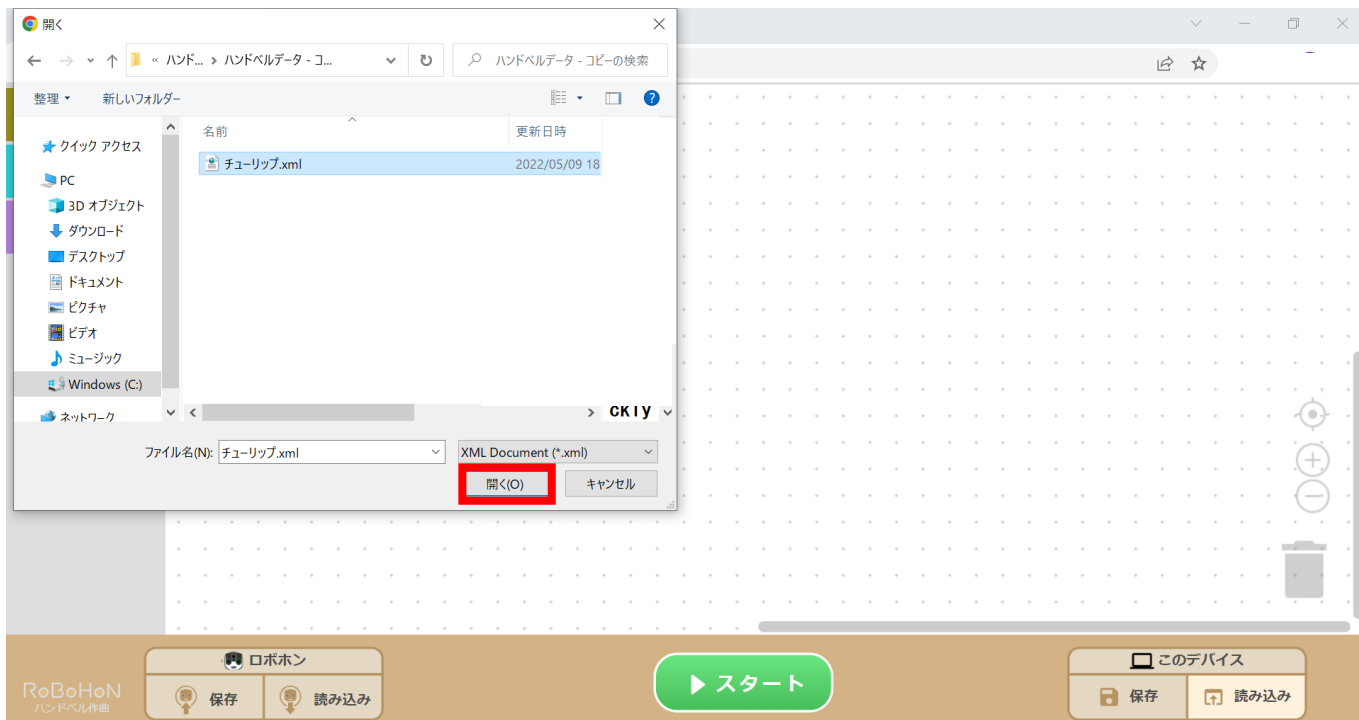 開く
« ハンド... › ハンドベルデータ - コ...
ハンドベルデータ - コピーの検索
整理
新しいフォルダー
名前
更新日時
クイック アクセス
チューリップ.xml
2022/05/09 18
PC
3D オブジェクト
ダウンロード
デスクトップ
ドキュメント
ピクチャ
ビデオ
ミュージック
Windows (C:)
ネットワーク
ckly
ファイル名(N):
チューリップ.xml
XML Document (*.xml)
開く(O)
キャンセル
RoBoHoN
ハンドベル作曲
ロボホン
保存
読み込み
スタート
このデバイス
保存
読み込み